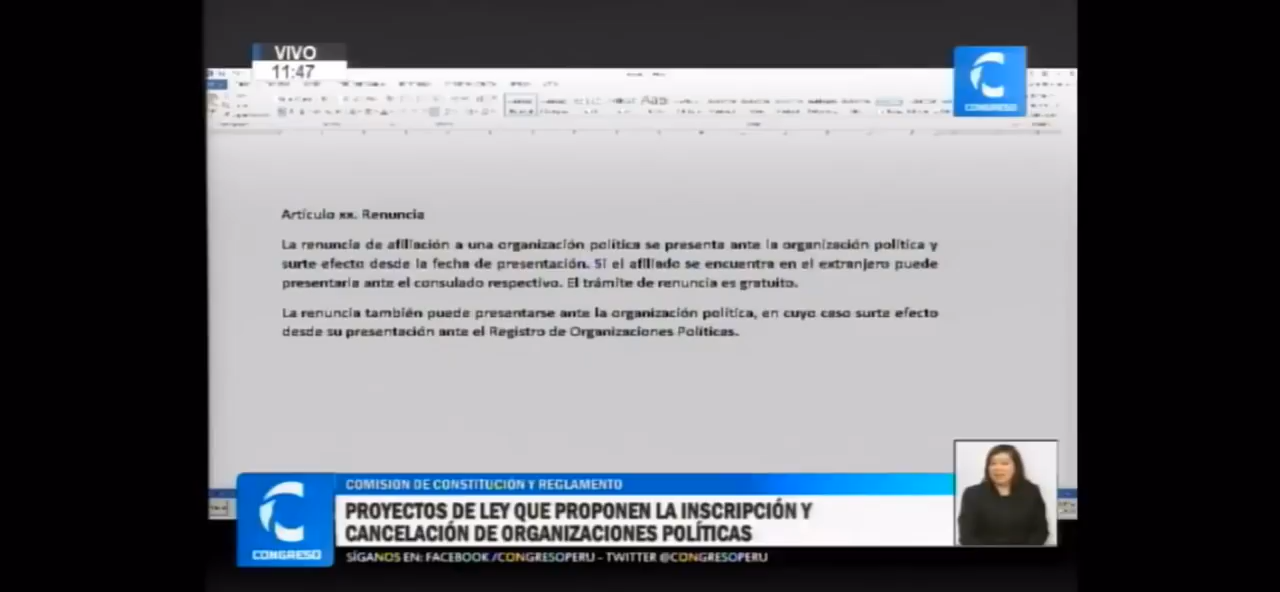 VIVO
11:47
CONGRESO
Artículo xx. Renuncia
La renuncia de afiliación a una organización política se presenta ante la organización política y
surte efecto desde la fecha de presentación. Si el afiliado se encuentra en el extranjero puede
presentarla ante el consulado respectivo. El trámite de renuncia es gratuito.
La renuncia también puede presentarse ante la organización política, en cuyo caso surte efecto
desde su presentación ante el Registro de Organizaciones Políticas.
COMISIÓN DE CONSTITUCIÓN Y REGLAMENTO
PROYECTOS DE LEY QUE PROPONEN LA INSCRIPCIÓN Y
CANCELACIÓN DE ORGANIZACIONES POLÍTICAS
CONGRESO
SÍGANOS EN: FACEBOOK /CONGRESOPERU - TWITTER @CONGRESOPERU